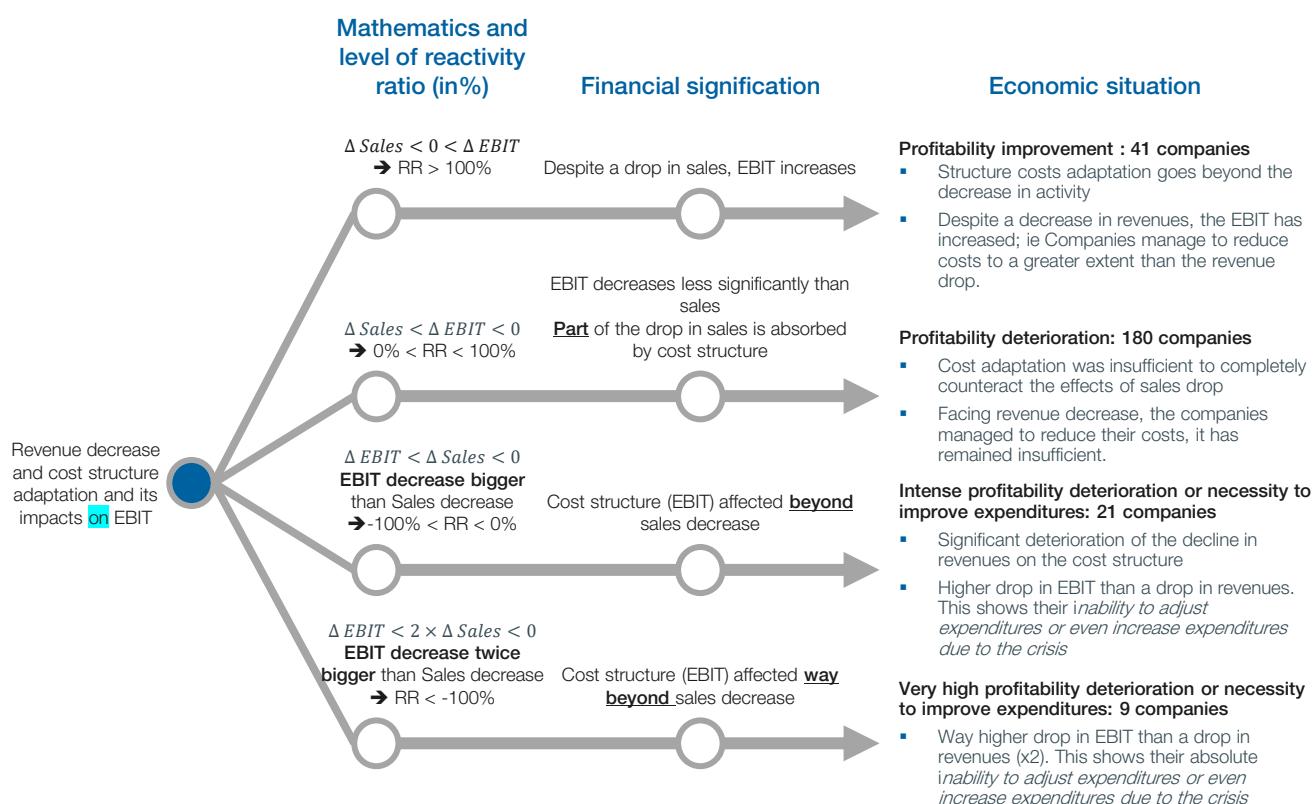 Mathematics and
level of reactivity
ratio (in%)
Financial signification
Economic situation
Revenue decrease
and cost structure
adaptation and its
impacts on EBIT
Δ Sales < 0 < Δ EBIT
➔ RR > 100%
Despite a drop in sales, EBIT increases
Profitability improvement : 41 companies
▪ Structure costs adaptation goes beyond the
decrease in activity
▪ Despite a decrease in revenues, the EBIT has
increased; ie Companies manage to reduce
costs to a greater extent than the revenue
drop.
Δ Sales < Δ EBIT < 0
➔ 0% < RR < 100%
EBIT decreases less significantly than
sales
Part of the drop in sales is absorbed
by cost structure
Profitability deterioration: 180 companies
▪ Cost adaptation was insufficient to completely
counteract the effects of sales drop
▪ Facing revenue decrease, the companies
managed to reduce their costs, it has
remained insufficient.
Δ EBIT < Δ Sales < 0
EBIT decrease bigger
than Sales decrease
➔-100% < RR < 0%
Cost structure (EBIT) affected beyond
sales decrease
Intense profitability deterioration or necessity to
improve expenditures: 21 companies
▪ Significant deterioration of the decline in
revenues on the cost structure
▪ Higher drop in EBIT than a drop in revenues.
This shows their inability to adjust
expenditures or even increase expenditures
due to the crisis
Δ EBIT < 2 × Δ Sales < 0
EBIT decrease twice
bigger than Sales decrease
➔ RR < -100%
Cost structure (EBIT) affected way
beyond sales decrease
Very high profitability deterioration or necessity
to improve expenditures: 9 companies
▪ Way higher drop in EBIT than a drop in
revenues (x2). This shows their absolute
inability to adjust expenditures or even
increase expenditures due to the crisis